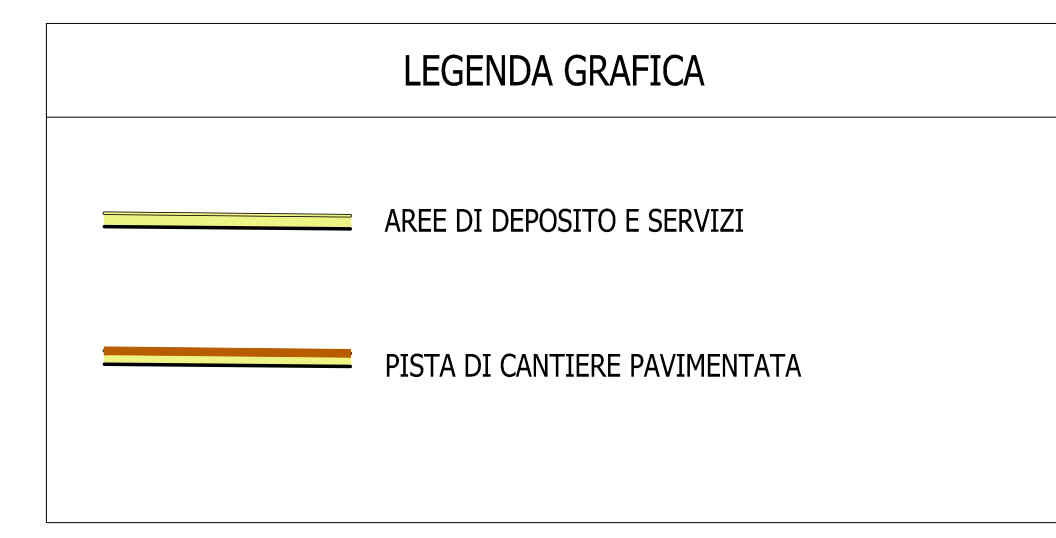 LEGENDA GRAFICA
AREE DI DEPOSITO E SERVIZI
PISTA DI CANTIERE PAVIMENTATA